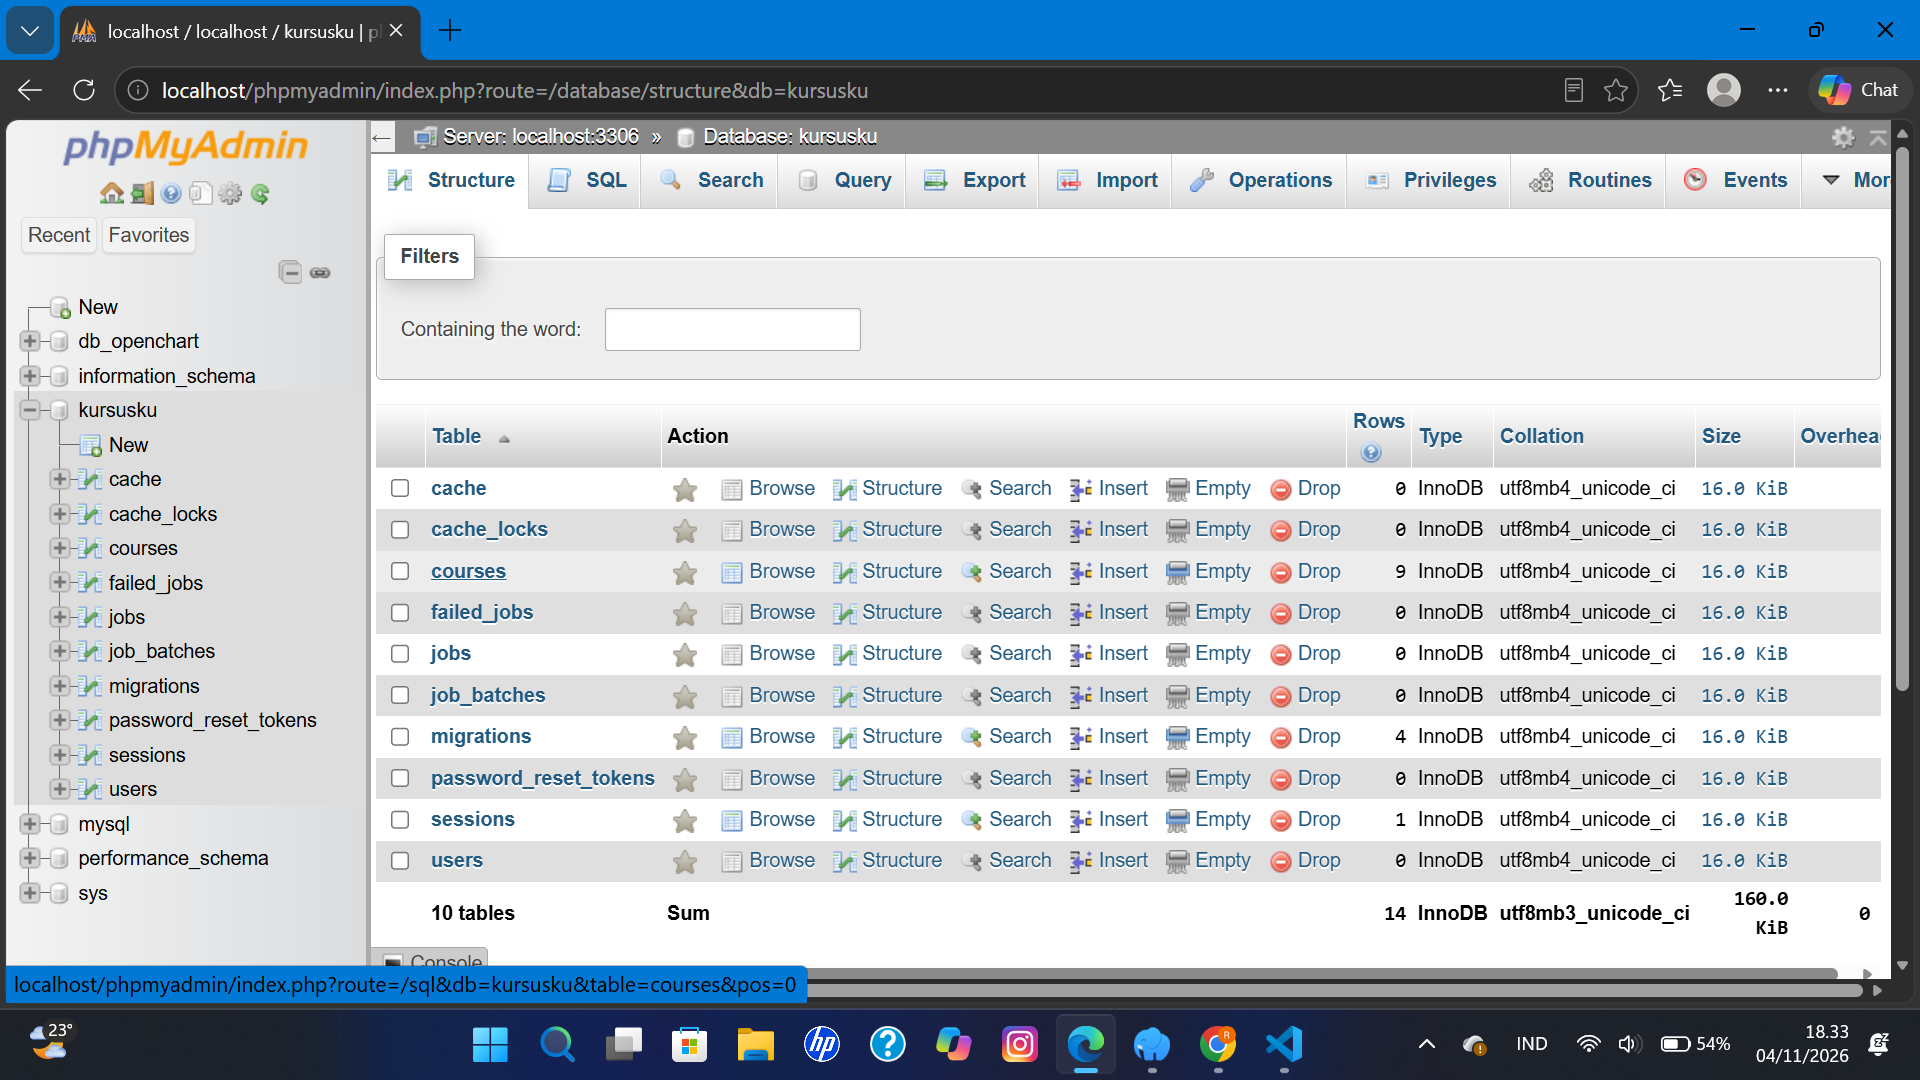 localhost / localhost / kursusku | p
localhost/phpmyadmin/index.php?route=/database/structure&db=kursusku
Chat
phpMyAdmin
Recent
Favorites
New
db_openchart
information_schema
kursusku
New
cache
cache_locks
courses
failed_jobs
jobs
job_batches
migrations
password_reset_tokens
sessions
users
mysql
performance_schema
sys
Server: localhost:3306 » Database: kursusku
Structure SQL Search Query Export Import Operations Privileges Routines Events Mor
Filters
Containing the word:
Table Action Rows Type Collation Size Overhea
cache Browse Structure Search Insert Empty Drop 0 InnoDB utf8mb4_unicode_ci 16.0 KiB
cache_locks Browse Structure Search Insert Empty Drop 0 InnoDB utf8mb4_unicode_ci 16.0 KiB
courses Browse Structure Search Insert Empty Drop 9 InnoDB utf8mb4_unicode_ci 16.0 KiB
failed_jobs Browse Structure Search Insert Empty Drop 0 InnoDB utf8mb4_unicode_ci 16.0 KiB
jobs Browse Structure Search Insert Empty Drop 0 InnoDB utf8mb4_unicode_ci 16.0 KiB
job_batches Browse Structure Search Insert Empty Drop 0 InnoDB utf8mb4_unicode_ci 16.0 KiB
migrations Browse Structure Search Insert Empty Drop 4 InnoDB utf8mb4_unicode_ci 16.0 KiB
password_reset_tokens Browse Structure Search Insert Empty Drop 0 InnoDB utf8mb4_unicode_ci 16.0 KiB
sessions Browse Structure Search Insert Empty Drop 1 InnoDB utf8mb4_unicode_ci 16.0 KiB
users Browse Structure Search Insert Empty Drop 0 InnoDB utf8mb4_unicode_ci 16.0 KiB
10 tables Sum 14 InnoDB utf8mb3_unicode_ci 160.0 KiB 0
Console
localhost/phpmyadmin/index.php?route=/sql&db=kursusku&table=courses&pos=0
23°
hp
IND
54%
18.33
04/11/2026